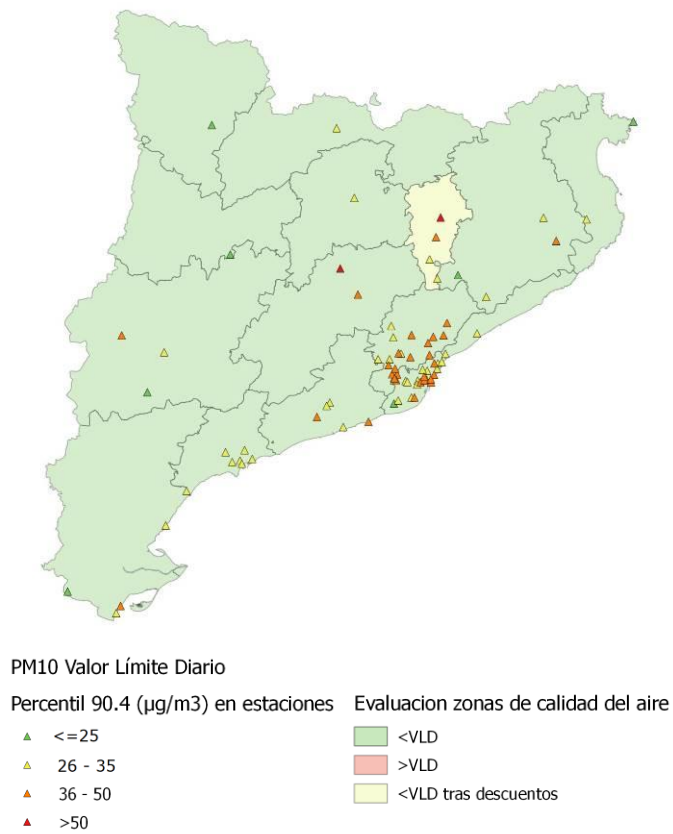 PM10 Valor Límite Diario
Percentil 90.4 (µg/m3) en estaciones
<=25
26 - 35
36 - 50
>50
Evaluacion zonas de calidad del aire
<VLD
>VLD
<VLD tras descuentos